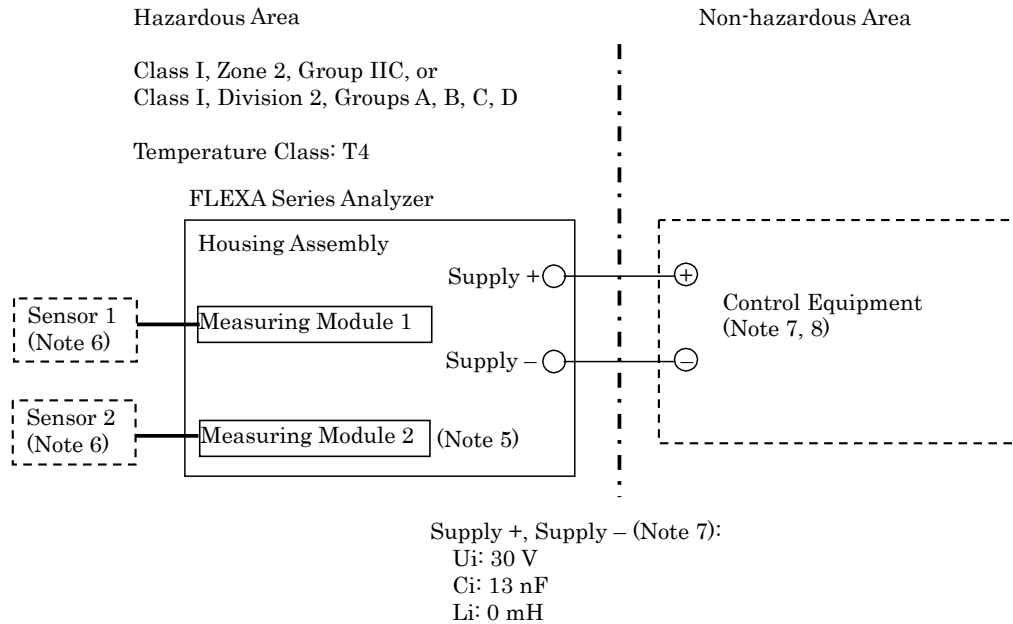 Hazardous Area
Non-hazardous Area
Class I, Zone 2, Group IIC, or
Class I, Division 2, Groups A, B, C, D
Temperature Class: T4
FLEXA Series Analyzer
Housing Assembly
Supply +
+
Sensor 1
(Note 6)
Measuring Module 1
Control Equipment
(Note 7, 8)
Supply –
–
Sensor 2
(Note 6)
Measuring Module 2
(Note 5)
Supply +, Supply – (Note 7):
Ui: 30 V
Ci: 13 nF
Li: 0 mH